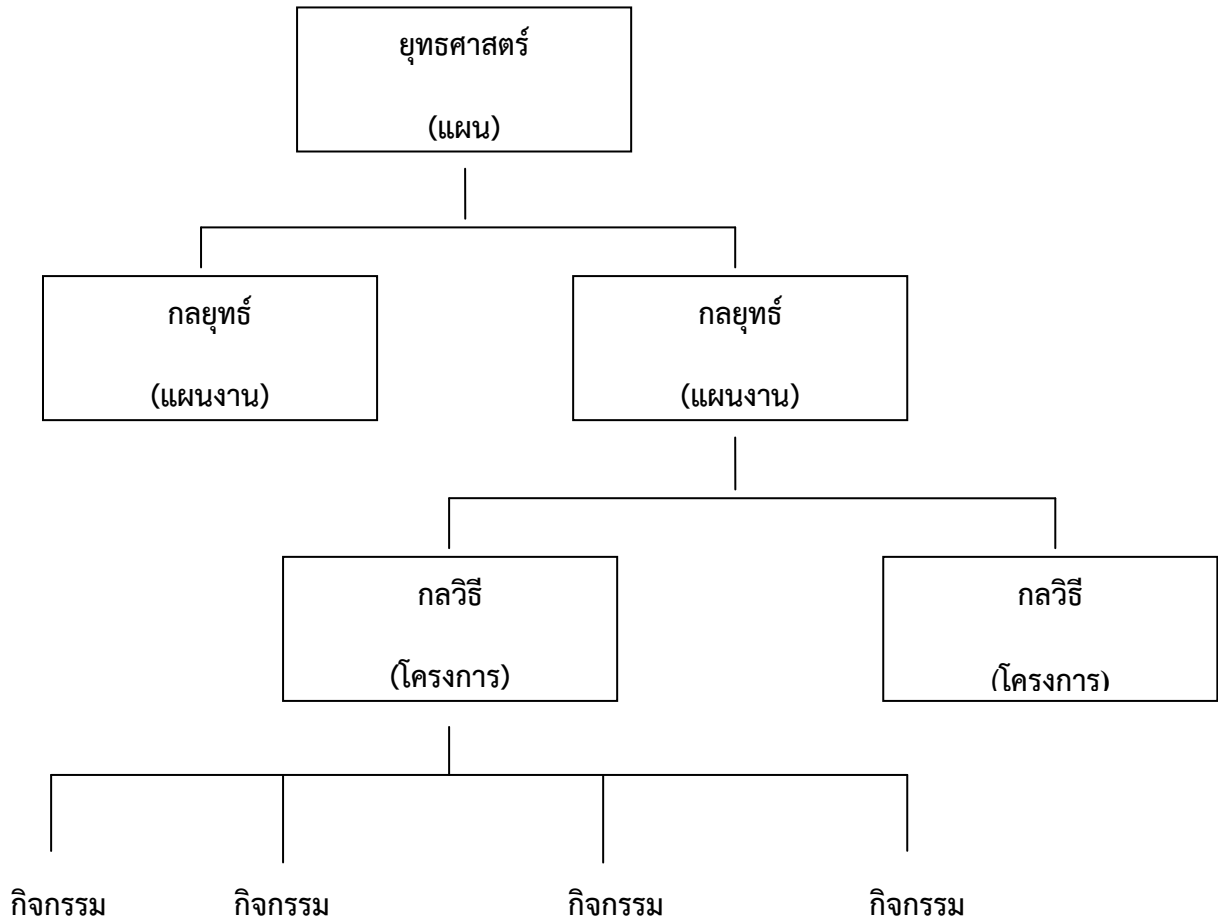 ยุทธศาสตร์
(แผน)
กลยุทธ์
(แผนงาน)
กลยุทธ์
(แผนงาน)
กลวิธี
(โครงการ)
กลวิธี
(โครงการ)
กิจกรรม กิจกรรม กิจกรรม กิจกรรม